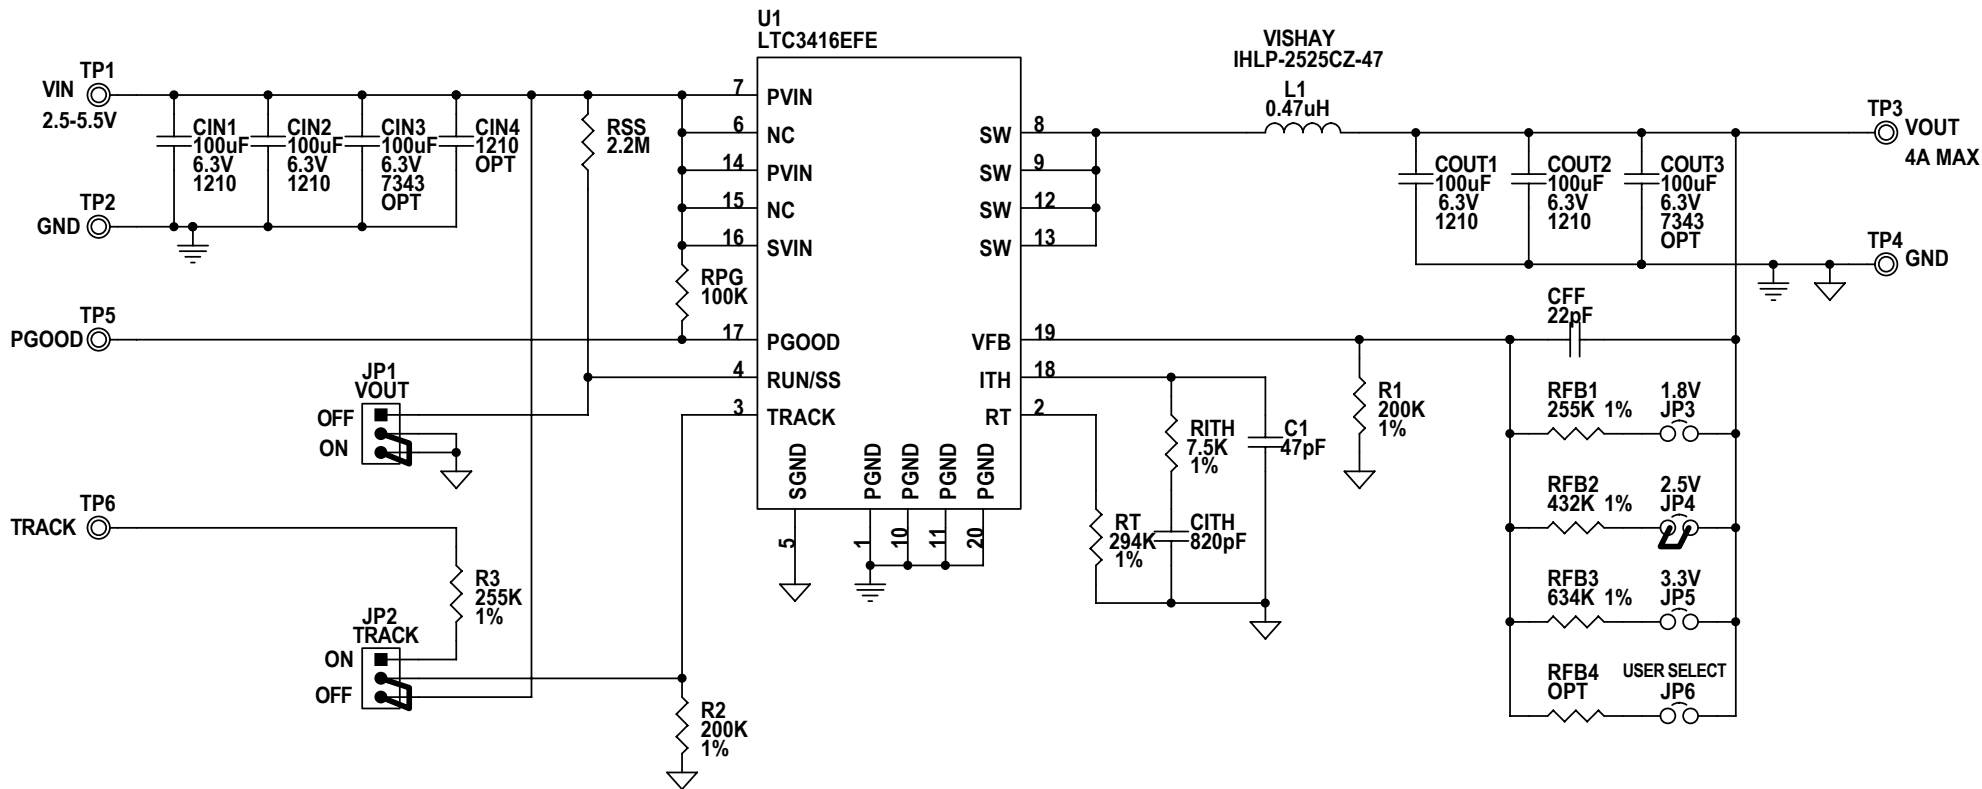 U1
LTC3416EFE
VISHAY
IHLP-2525CZ-47
L1
0.47uH
TP1
VIN
2.5-5.5V
CIN1
100uF
6.3V
1210
CIN2
100uF
6.3V
1210
CIN3
100uF
6.3V
7343
OPT
CIN4
1210
OPT
RSS
2.2M
TP2
GND
7
6
14
15
16
17
4
3
PVIN
NC
PVIN
NC
SVIN
PGOOD
RUN/SS
TRACK
SW
SW
SW
SW
VFB
ITH
RT
8
9
12
13
19
18
2
SGND
PGND
PGND
PGND
PGND
5
1
10
11
20
RPG
100K
TP5
PGOOD
JP1
VOUT
OFF
ON
TP6
TRACK
R3
255K
1%
JP2
TRACK
ON
OFF
R2
200K
1%
RT
294K
1%
RITH
7.5K
1%
CITH
820pF
C1
47pF
R1
200K
1%
COUT1
100uF
6.3V
1210
COUT2
100uF
6.3V
1210
COUT3
100uF
6.3V
7343
OPT
TP3
VOUT
4A MAX
TP4
GND
CFF
22pF
RFB1
255K 1%
1.8V
JP3
RFB2
432K 1%
2.5V
JP4
RFB3
634K 1%
3.3V
JP5
RFB4
OPT
USER SELECT
JP6